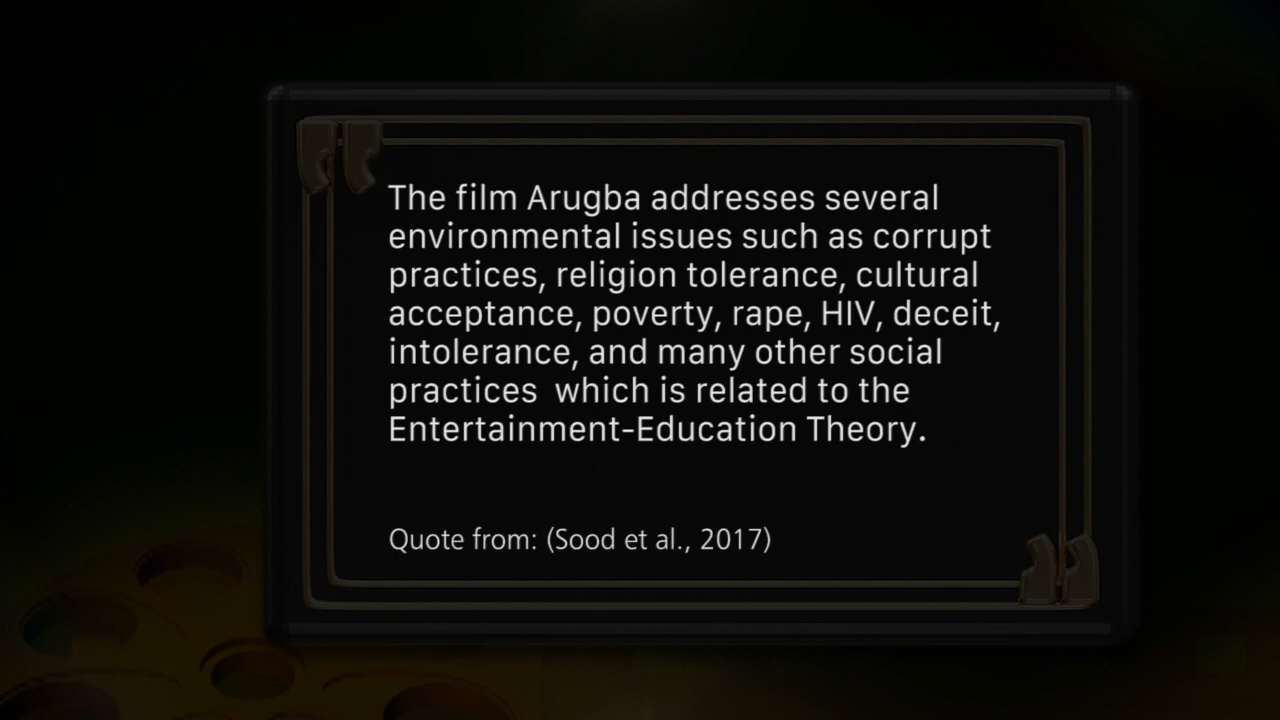 The film Arugba addresses several
environmental issues such as corrupt
practices, religion tolerance, cultural
acceptance, poverty, rape, HIV, deceit,
intolerance, and many other social
practices  which is related to the
Entertainment-Education Theory.
Quote from: (Sood et al., 2017)